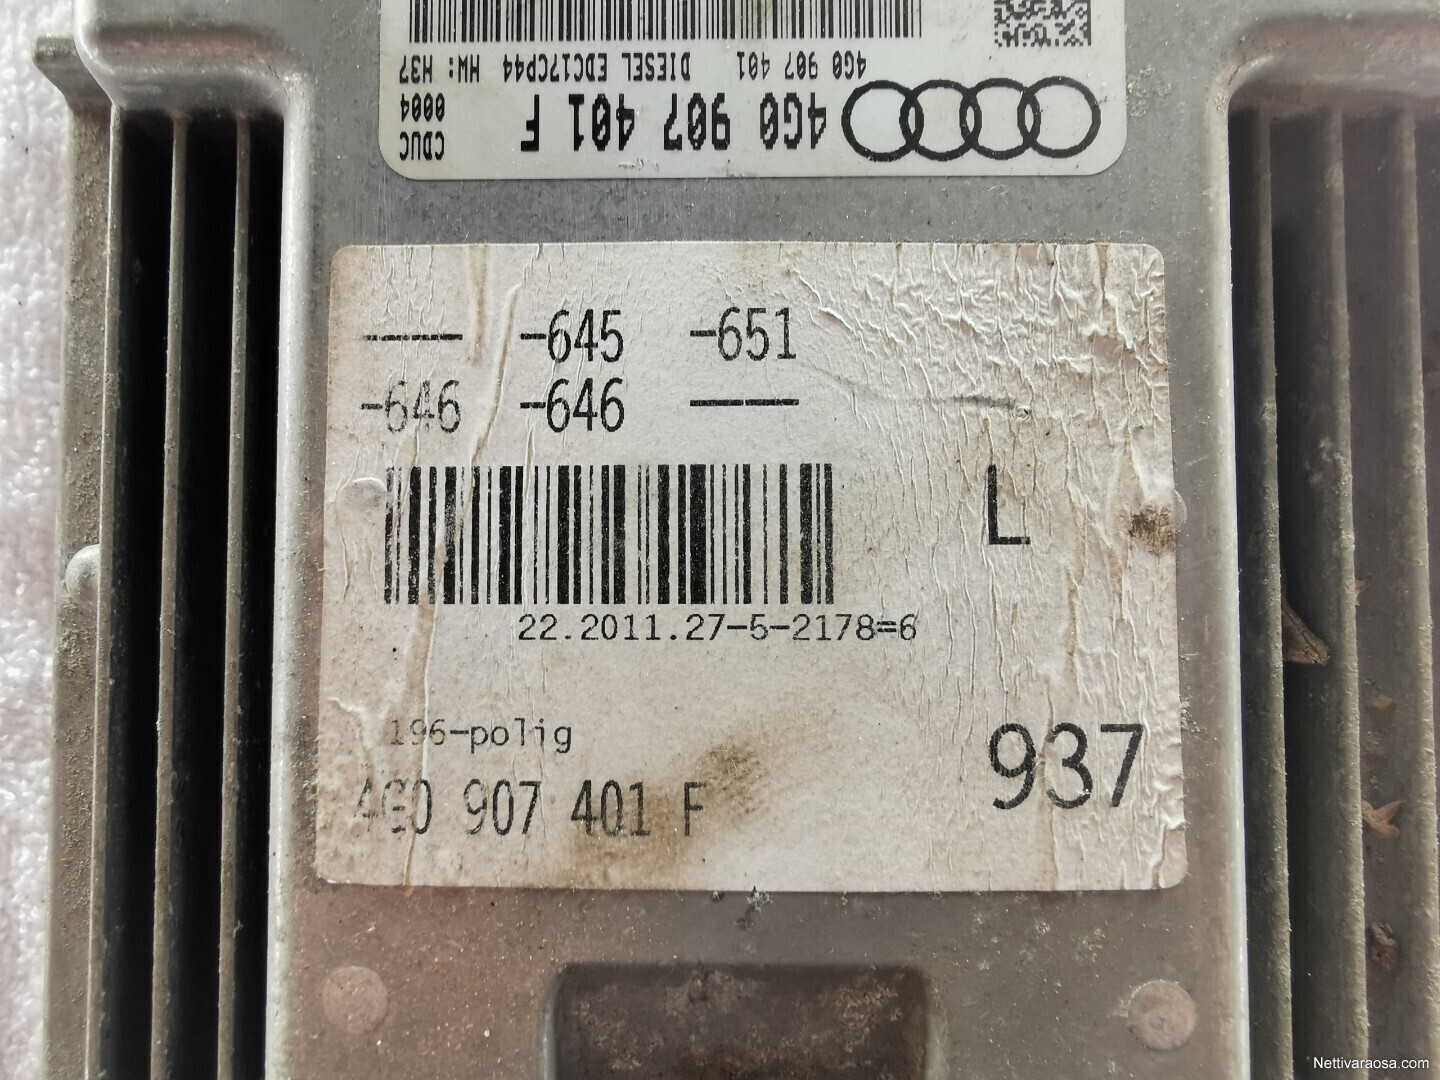 4G0 907 401 F
CDUC
0004
4G0 907 401 DIESEL EDC17CP44 HW: H37
--- -645 -651
-646 -646 ---
L
22.2011.27-5-2178=6
196-polig
937
4G0 907 401 F
Nettivaraosa.com